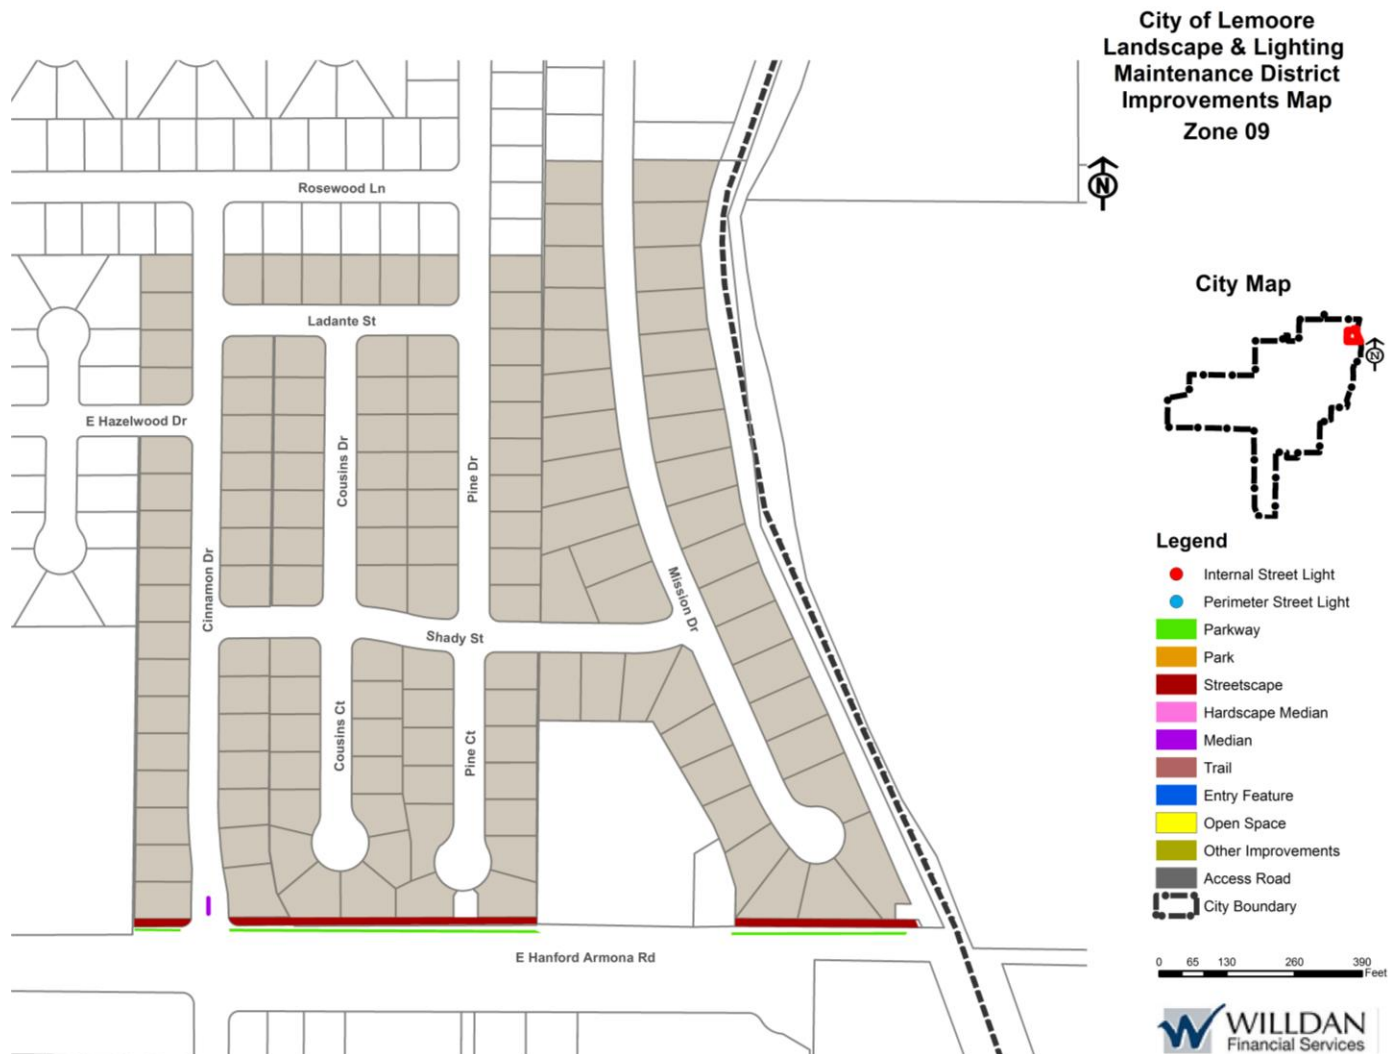 City of Lemoore
Landscape & Lighting
Maintenance District
Improvements Map
Zone 09
N
Rosewood Ln
Ladante St
E Hazelwood Dr
Cousins Dr
Pine Dr
Cinnamon Dr
Mission Dr
Shady St
Cousins Ct
Pine Ct
E Hanford Armona Rd
City Map
N
Legend
Internal Street Light
Perimeter Street Light
Parkway
Park
Streetscape
Hardscape Median
Median
Trail
Entry Feature
Open Space
Other Improvements
Access Road
City Boundary
0 65 130 260 390
Feet
WILLDAN
Financial Services